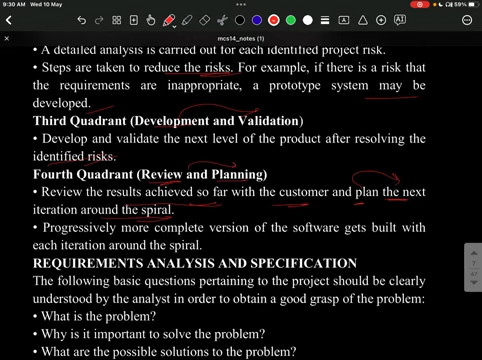 9:30 AM Wed 10 May
59%
mcs14_notes (1)
• A detailed analysis is carried out for each identified project risk.
• Steps are taken to reduce the risks. For example, if there is a risk that
the requirements are inappropriate, a prototype system may be
developed.
Third Quadrant (Development and Validation)
• Develop and validate the next level of the product after resolving the
identified risks.
Fourth Quadrant (Review and Planning)
• Review the results achieved so far with the customer and plan the next
iteration around the spiral.
• Progressively more complete version of the software gets built with
each iteration around the spiral.
REQUIREMENTS ANALYSIS AND SPECIFICATION
The following basic questions pertaining to the project should be clearly
understood by the analyst in order to obtain a good grasp of the problem:
• What is the problem?
• Why is it important to solve the problem?
• What are the possible solutions to the problem?